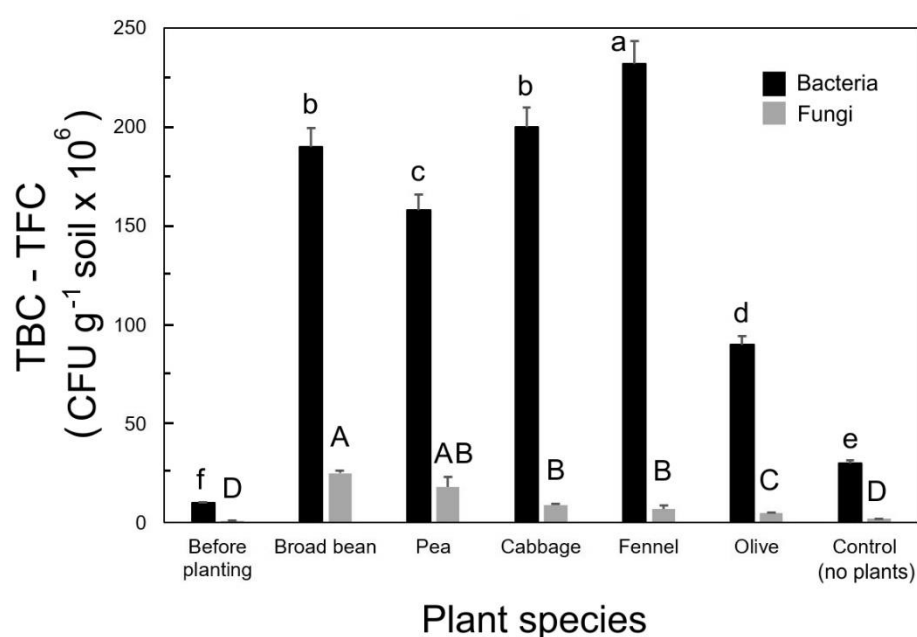 TBC - TFC
(CFU g⁻¹ soil x 10⁶)
250
200
150
100
50
0
Bacteria
Fungi
f
D
b
A
c
AB
b
B
a
B
d
C
e
D
Before
planting
Broad bean
Pea
Cabbage
Fennel
Olive
Control
(no plants)
Plant species